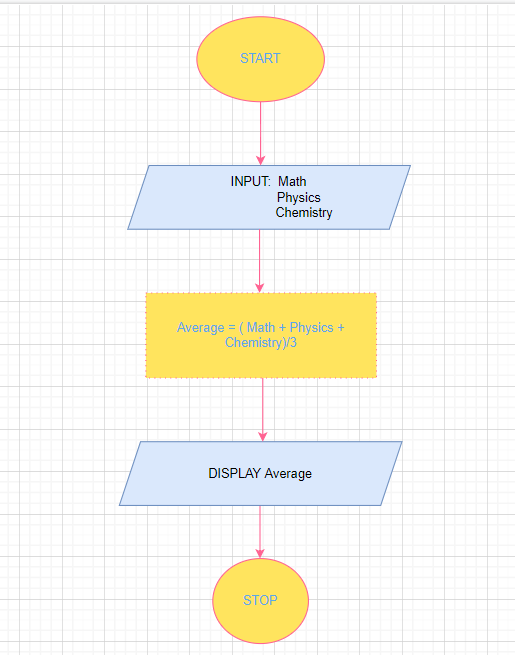 START
INPUT: Math
Physics
Chemistry
Average = ( Math + Physics +
Chemistry)/3
DISPLAY Average
STOP